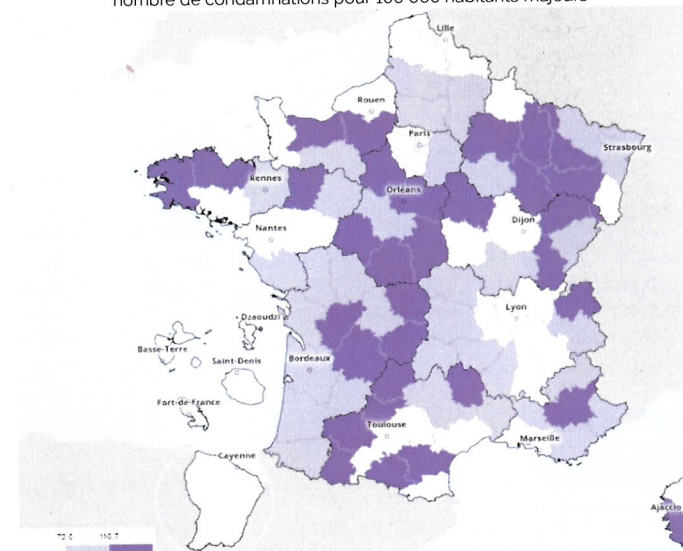 nombre de condamnations pour 100 000 habitants majeurs
Lille
Rouen
Paris
Strasbourg
Rennes
Orléans
Nantes
Dijon
Lyon
Dzaoudzi
Basse-Terre
Saint-Denis
Bordeaux
Fort-de-France
Toulouse
Marseille
Cayenne
Ajaccio
110.7